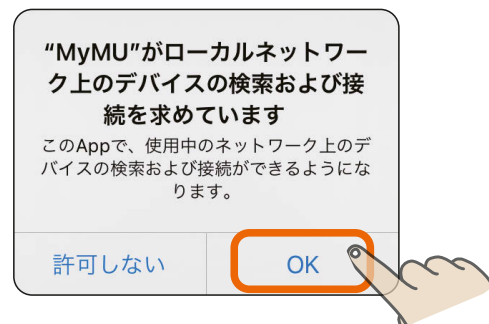 “MyMU”がローカルネットワー
ク上のデバイスの検索および接
続を求めています
このAppで、使用中のネットワーク上のデ
バイスの検索および接続ができるようにな
ります。
許可しない
OK